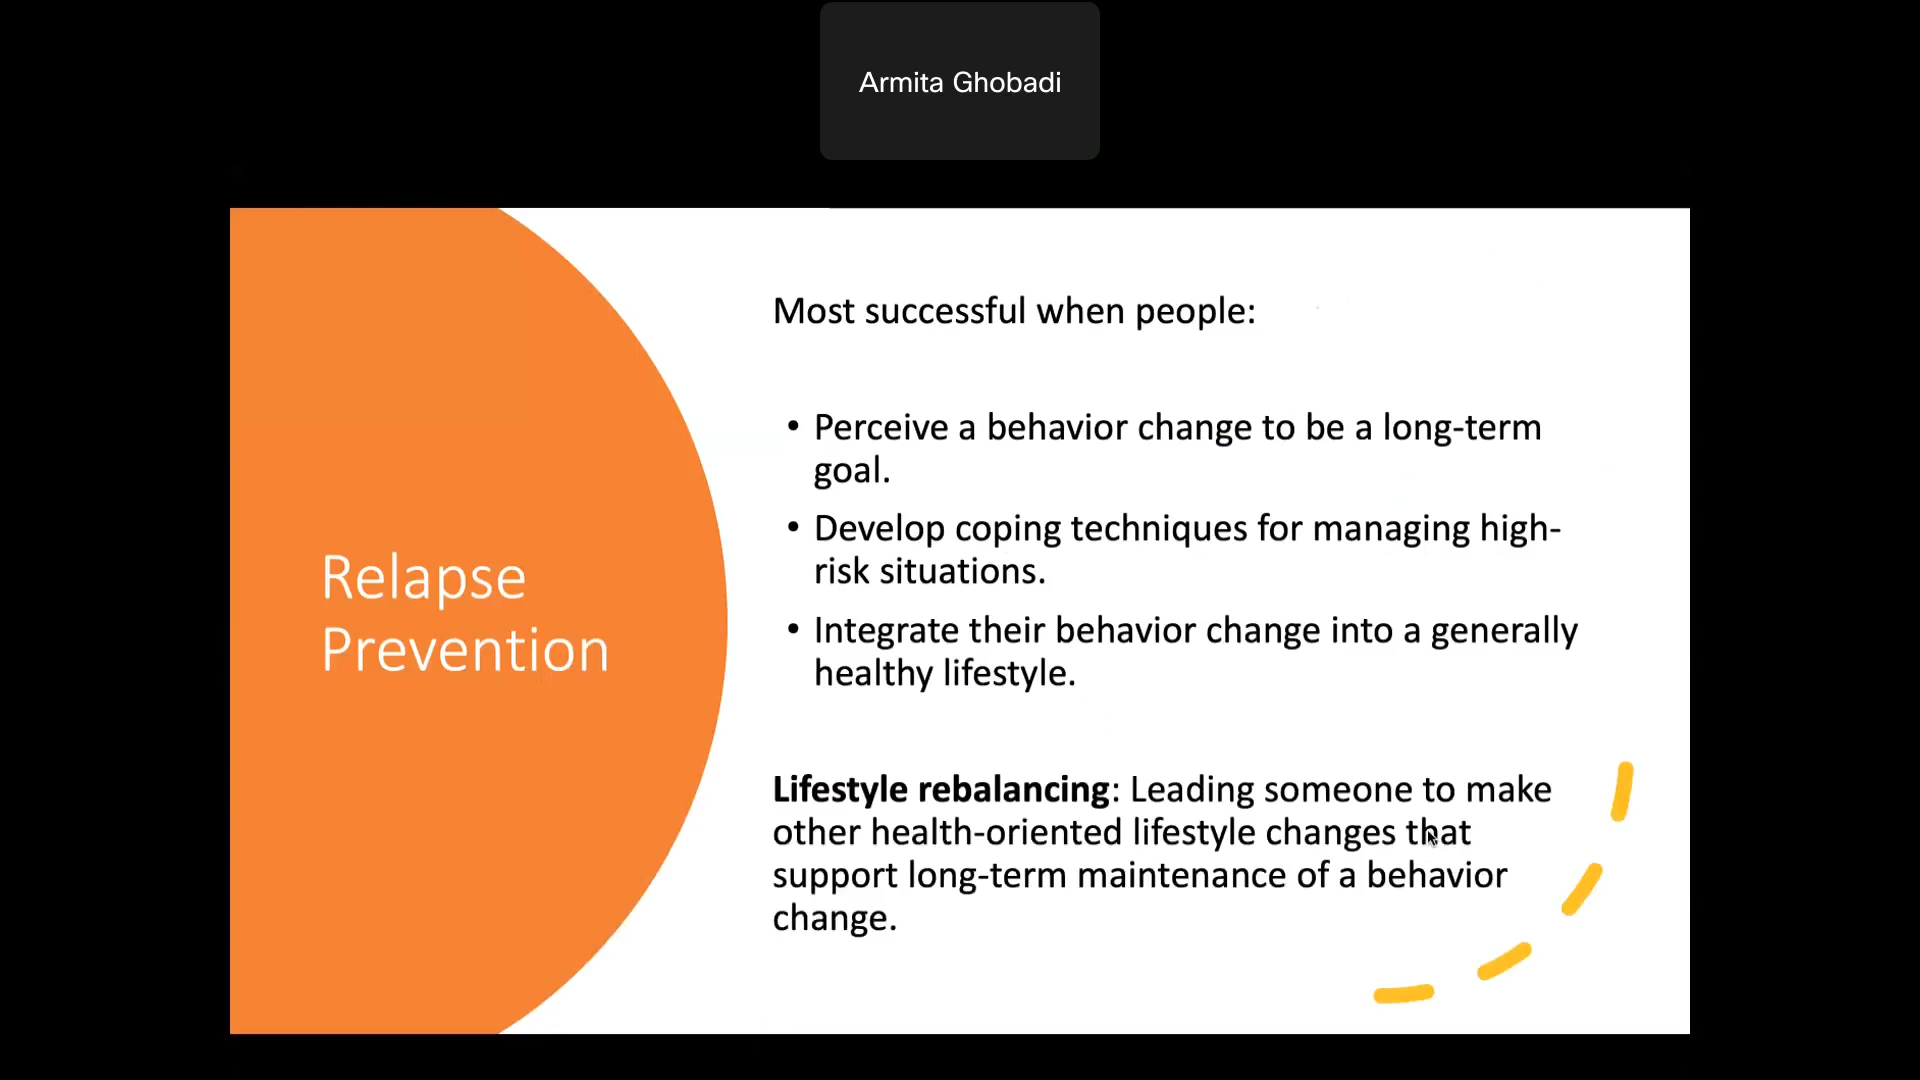 Armita Ghobadi
Relapse
Prevention
Most successful when people:
• Perceive a behavior change to be a long-term
goal.
• Develop coping techniques for managing high-
risk situations.
• Integrate their behavior change into a generally
healthy lifestyle.
Lifestyle rebalancing: Leading someone to make
other health-oriented lifestyle changes that
support long-term maintenance of a behavior
change.